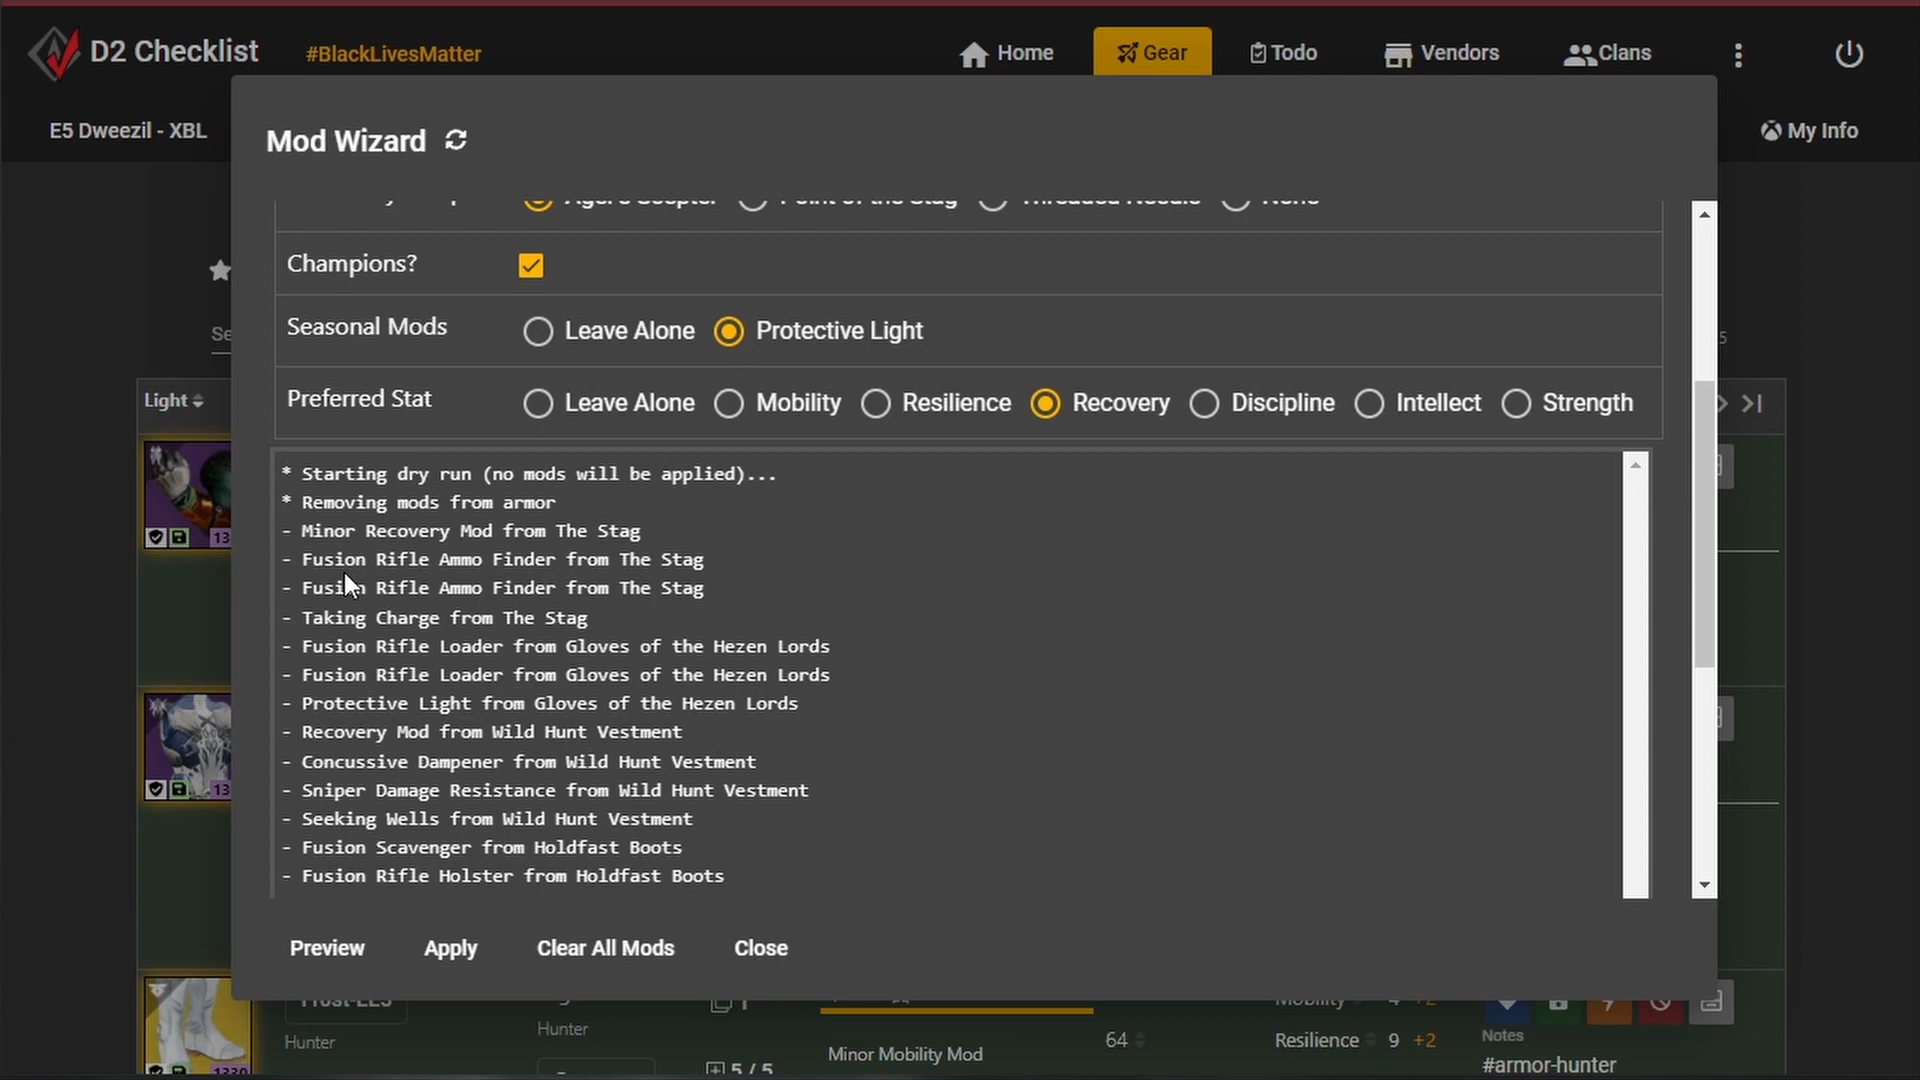 D2 Checklist
#BlackLivesMatter
Home
Gear
Todo
Vendors
Clans
E5 Dweezil - XBL
My Info
Mod Wizard
Champions?
Seasonal Mods
Leave Alone
Protective Light
Preferred Stat
Leave Alone
Mobility
Resilience
Recovery
Discipline
Intellect
Strength
Light
* Starting dry run (no mods will be applied)...
* Removing mods from armor
- Minor Recovery Mod from The Stag
- Fusion Rifle Ammo Finder from The Stag
- Fusion Rifle Ammo Finder from The Stag
- Taking Charge from The Stag
- Fusion Rifle Loader from Gloves of the Hezen Lords
- Fusion Rifle Loader from Gloves of the Hezen Lords
- Protective Light from Gloves of the Hezen Lords
- Recovery Mod from Wild Hunt Vestment
- Concussive Dampener from Wild Hunt Vestment
- Sniper Damage Resistance from Wild Hunt Vestment
- Seeking Wells from Wild Hunt Vestment
- Fusion Scavenger from Holdfast Boots
- Fusion Rifle Holster from Holdfast Boots
Preview
Apply
Clear All Mods
Close
Hunter
Hunter
Minor Mobility Mod
64
Resilience 9 +2
Notes
#armor-hunter
5 / 5